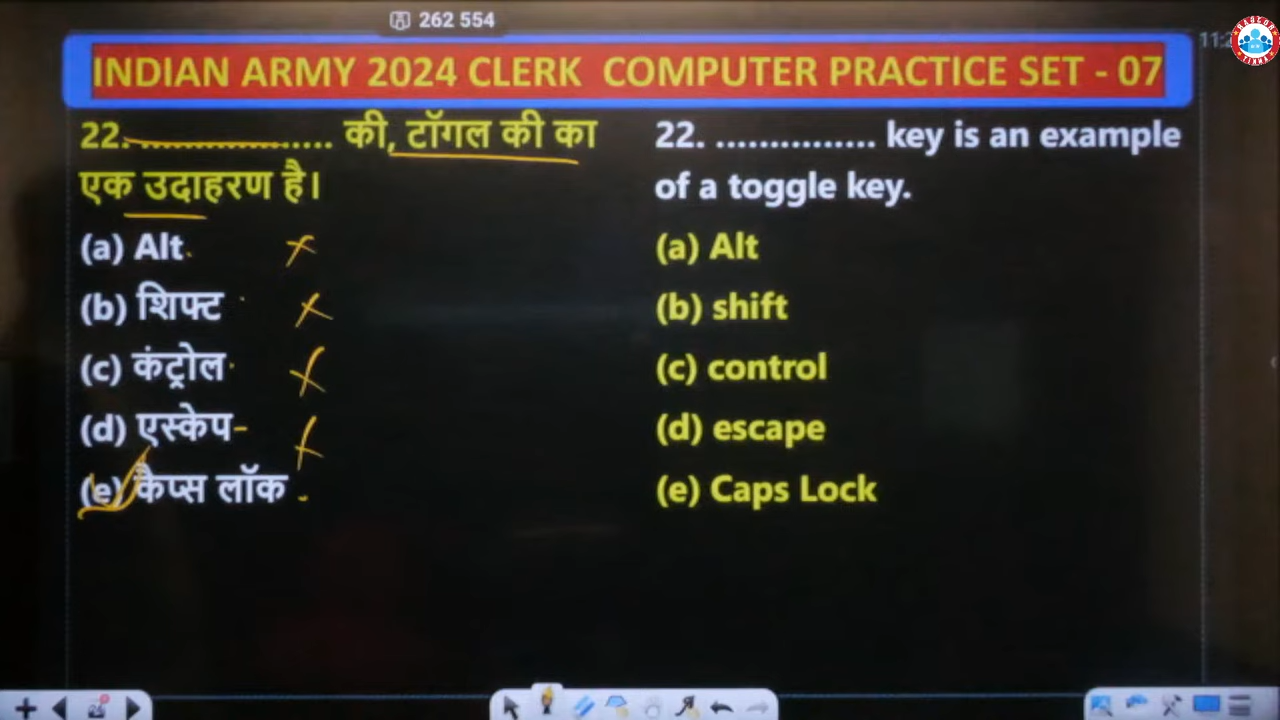 262 554
INDIAN ARMY 2024 CLERK COMPUTER PRACTICE SET - 07
22. .................... की, टॉगल की का
एक उदाहरण है।
(a) Alt
(b) शिफ्ट
(c) कंट्रोल
(d) एस्केप
(e) कैप्स लॉक
22. ............... key is an example
of a toggle key.
(a) Alt
(b) shift
(c) control
(d) escape
(e) Caps Lock